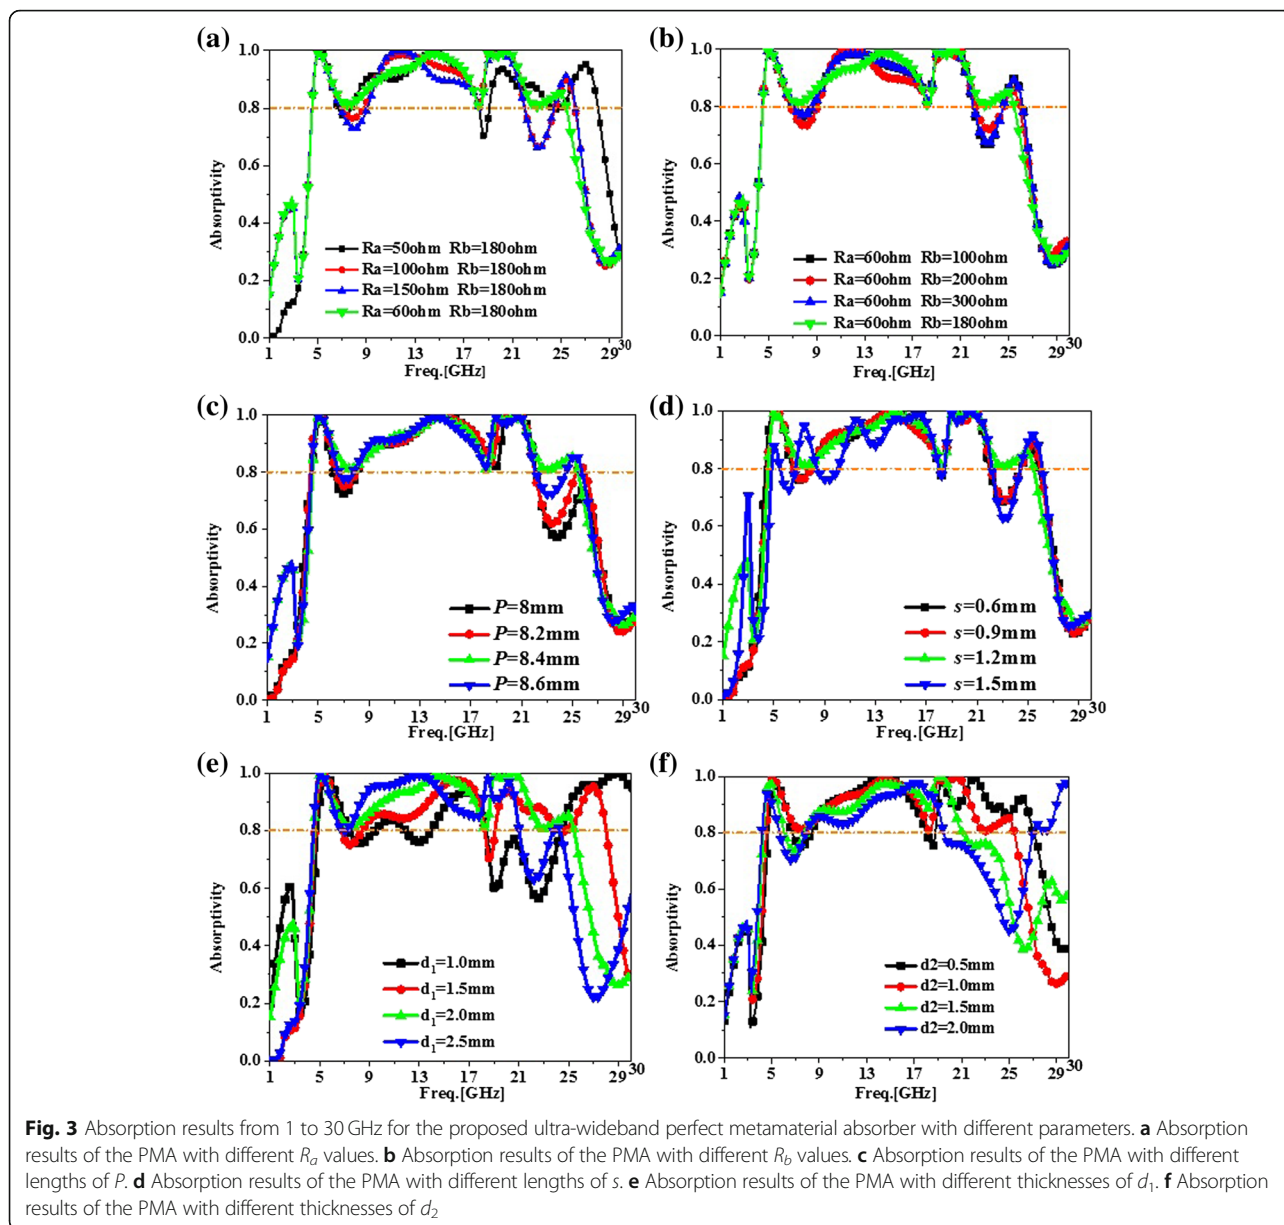 (a)
1.0
0.8
0.6
0.4
0.2
0.0
Absorptivity
Ra=50ohm Rb=180ohm
Ra=100ohm Rb=180ohm
Ra=150ohm Rb=180ohm
Ra=60ohm Rb=180ohm
1 5 9 13 17 21 25 29 30
Freq.[GHz]
(b)
1.0
0.8
0.6
0.4
0.2
0.0
Absorptivity
Ra=60ohm Rb=100ohm
Ra=60ohm Rb=200ohm
Ra=60ohm Rb=300ohm
Ra=60ohm Rb=180ohm
1 5 9 13 17 21 25 29 30
Freq.[GHz]
(c)
1.0
0.8
0.6
0.4
0.2
0.0
Absorptivity
P=8mm
P=8.2mm
P=8.4mm
P=8.6mm
1 5 9 13 17 21 25 29 30
Freq.[GHz]
(d)
1.0
0.8
0.6
0.4
0.2
0.0
Absorptivity
s=0.6mm
s=0.9mm
s=1.2mm
s=1.5mm
1 5 9 13 17 21 25 29 30
Freq.[GHz]
(e)
1.0
0.8
0.6
0.4
0.2
0.0
Absorptivity
d1=1.0mm
d1=1.5mm
d1=2.0mm
d1=2.5mm
1 5 9 13 17 21 25 29 30
Freq.[GHz]
(f)
1.0
0.8
0.6
0.4
0.2
0.0
Absorptivity
d2=0.5mm
d2=1.0mm
d2=1.5mm
d2=2.0mm
1 5 9 13 17 21 25 29 30
Freq.[GHz]
Fig. 3 Absorption results from 1 to 30 GHz for the proposed ultra-wideband perfect metamaterial absorber with different parameters. a Absorption
results of the PMA with different Ra values. b Absorption results of the PMA with different Rb values. c Absorption results of the PMA with different
lengths of P. d Absorption results of the PMA with different lengths of s. e Absorption results of the PMA with different thicknesses of d1. f Absorption
results of the PMA with different thicknesses of d2